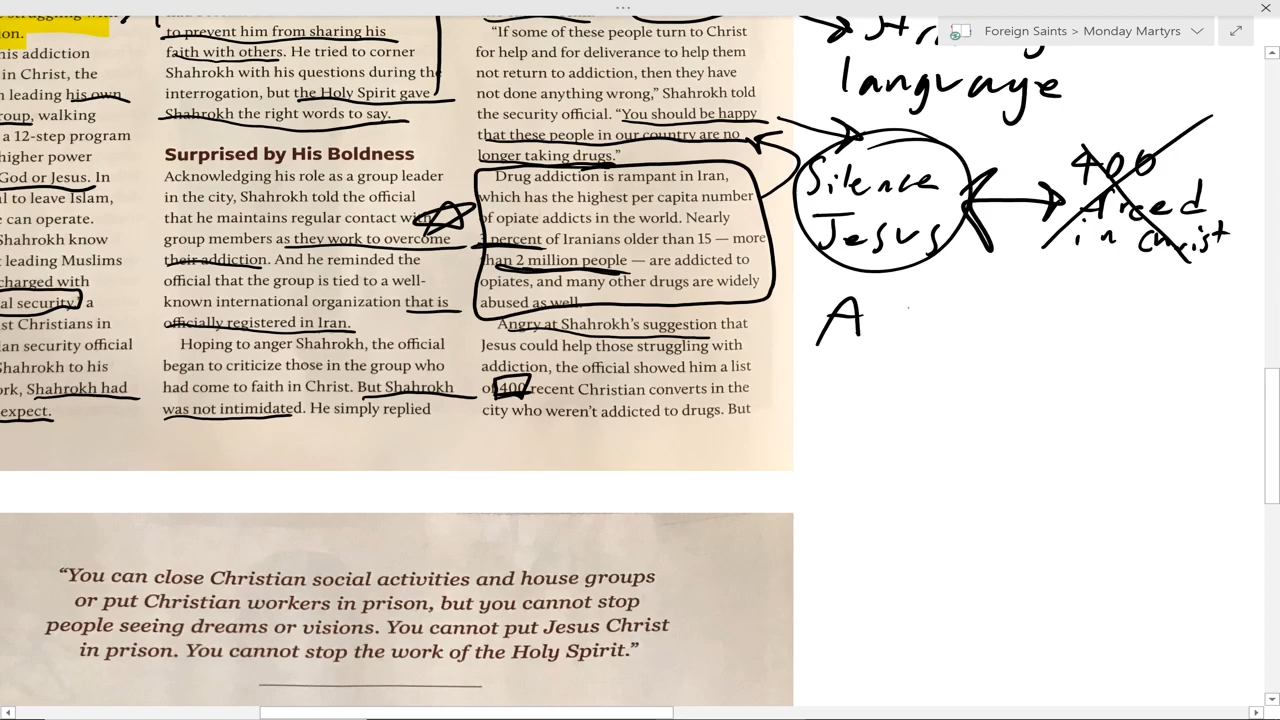 Foreign Saints > Monday Martyrs
struggling with
on.
his addiction
in Christ, the
n leading his own
roup, walking
a 12-step program
higher power
God or Jesus. In
al to leave Islam,
e can operate.
Shahrokh know
t leading Muslims
charged with
al security," a
st Christians in
ian security official
Shahrokh to his
ork, Shahrokh had
expect.
to prevent him from sharing his
faith with others. He tried to corner
Shahrokh with his questions during the
interrogation, but the Holy Spirit gave
Shahrokh the right words to say.
Surprised by His Boldness
Acknowledging his role as a group leader
in the city, Shahrokh told the official
that he maintains regular contact with
group members as they work to overcome
their addiction. And he reminded the
official that the group is tied to a well-
known international organization that is
officially registered in Iran.
Hoping to anger Shahrokh, the official
began to criticize those in the group who
had come to faith in Christ. But Shahrokh
was not intimidated. He simply replied
"If some of these people turn to Christ
for help and for deliverance to help them
not return to addiction, then they have
not done anything wrong," Shahrokh told
the security official. "You should be happy
that these people in our country are no
longer taking drugs."
Drug addiction is rampant in Iran,
which has the highest per capita number
of opiate addicts in the world. Nearly
3 percent of Iranians older than 15 — more
than 2 million people — are addicted to
opiates, and many other drugs are widely
abused as well.
Angry at Shahrokh's suggestion that
Jesus could help those struggling with
addiction, the official showed him a list
of 400 recent Christian converts in the
city who weren't addicted to drugs. But
language
Silence
Jesus
400
in Christ
A
"You can close Christian social activities and house groups
or put Christian workers in prison, but you cannot stop
people seeing dreams or visions. You cannot put Jesus Christ
in prison. You cannot stop the work of the Holy Spirit."